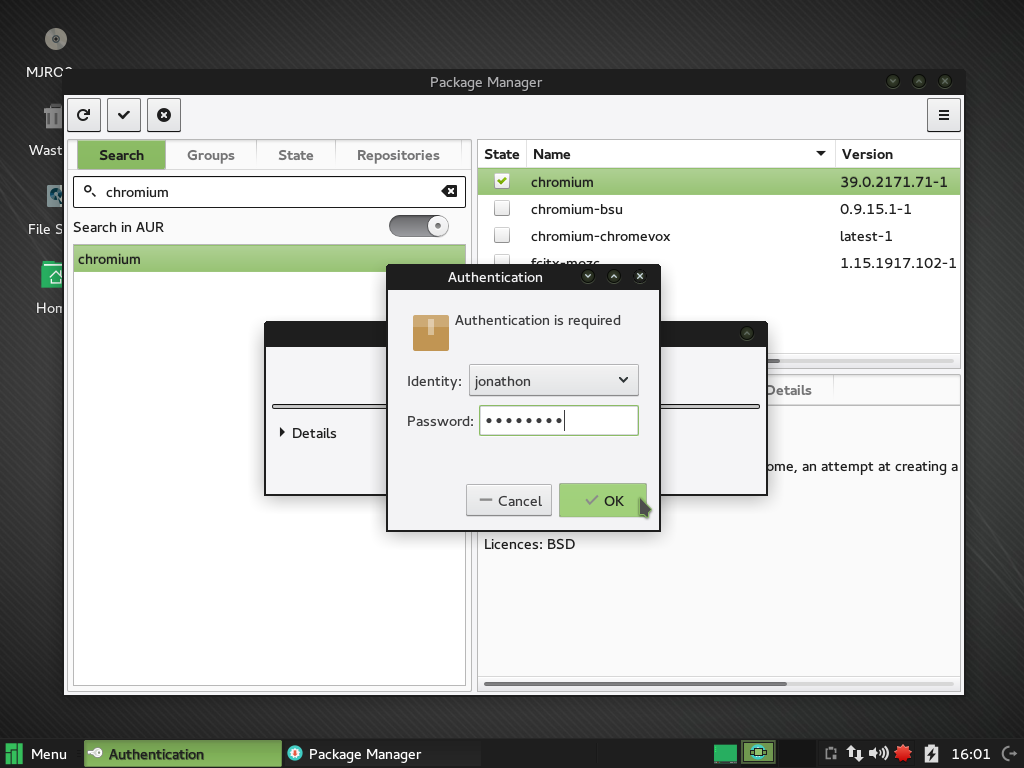 MJRO
Package Manager
Wast
File S
Hom
Search
Groups
State
Repositories
chromium
Search in AUR
chromium
State
Name
Version
chromium
39.0.2171.71-1
chromium-bsu
0.9.15.1-1
chromium-chromevox
latest-1
fcitx-mozc
1.15.1917.102-1
Details
ome, an attempt at creating a
Licences: BSD
Details
Authentication
Authentication is required
Identity:
jonathon
Password:
••••••••
Cancel
OK
Menu
Authentication
Package Manager
16:01